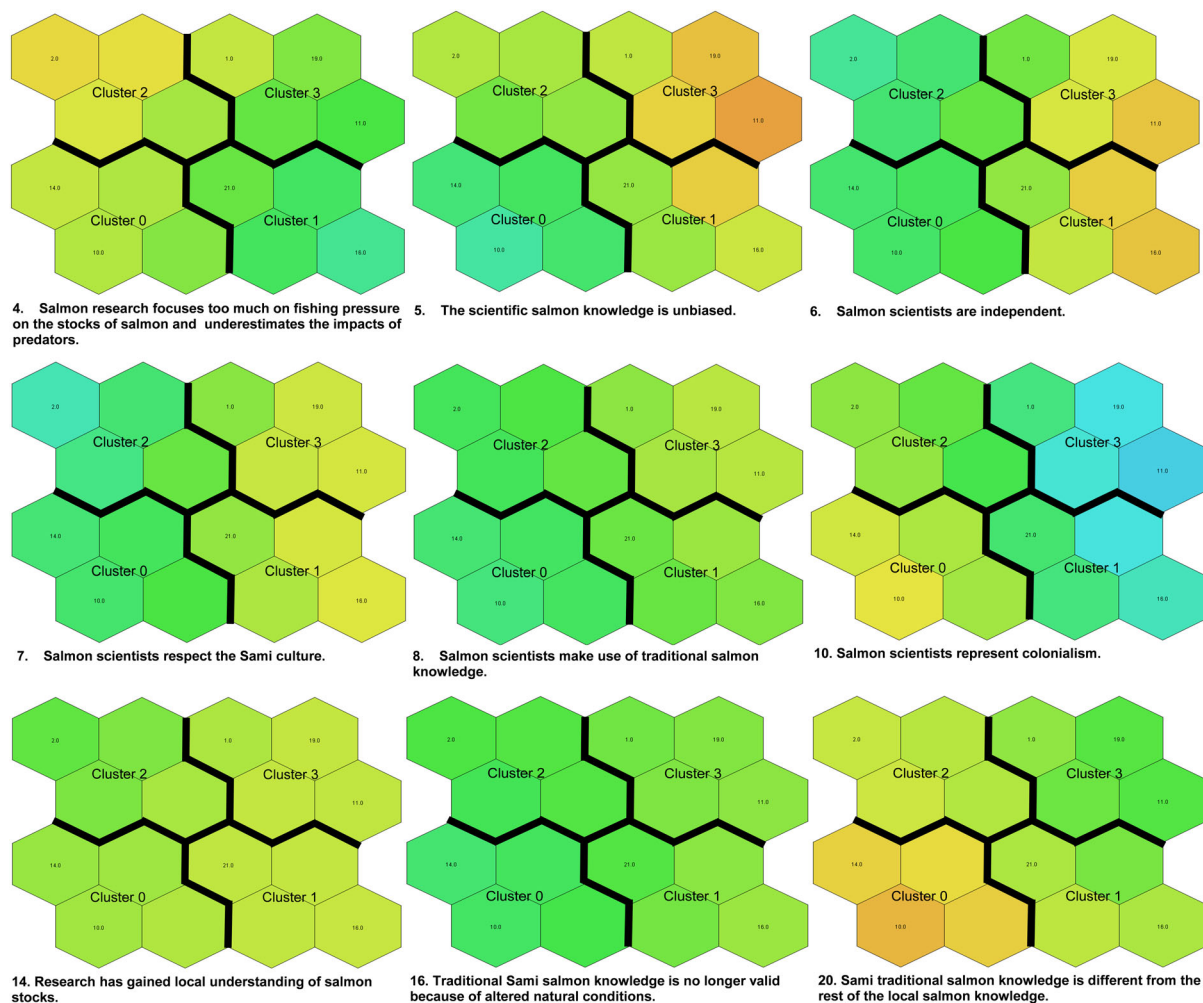 2.0 1.0 19.0
Cluster 2 Cluster 3
11.0
14.0 21.0
Cluster 0 Cluster 1
10.0 16.0
4. Salmon research focuses too much on fishing pressure
on the stocks of salmon and underestimates the impacts of
predators.
2.0 1.0 19.0
Cluster 2 Cluster 3
11.0
14.0 21.0
Cluster 0 Cluster 1
10.0 16.0
5. The scientific salmon knowledge is unbiased.
2.0 1.0 19.0
Cluster 2 Cluster 3
11.0
14.0 21.0
Cluster 0 Cluster 1
10.0 16.0
6. Salmon scientists are independent.
2.0 1.0 19.0
Cluster 2 Cluster 3
11.0
14.0 21.0
Cluster 0 Cluster 1
10.0 16.0
7. Salmon scientists respect the Sami culture.
2.0 1.0 19.0
Cluster 2 Cluster 3
11.0
14.0 21.0
Cluster 0 Cluster 1
10.0 16.0
8. Salmon scientists make use of traditional salmon
knowledge.
2.0 1.0 19.0
Cluster 2 Cluster 3
11.0
14.0 21.0
Cluster 0 Cluster 1
10.0 16.0
10. Salmon scientists represent colonialism.
2.0 1.0 19.0
Cluster 2 Cluster 3
11.0
14.0 21.0
Cluster 0 Cluster 1
10.0 16.0
14. Research has gained local understanding of salmon
stocks.
2.0 1.0 19.0
Cluster 2 Cluster 3
11.0
14.0 21.0
Cluster 0 Cluster 1
10.0 16.0
16. Traditional Sami salmon knowledge is no longer valid
because of altered natural conditions.
2.0 1.0 19.0
Cluster 2 Cluster 3
11.0
14.0 21.0
Cluster 0 Cluster 1
10.0 16.0
20. Sami traditional salmon knowledge is different from the
rest of the local salmon knowledge.